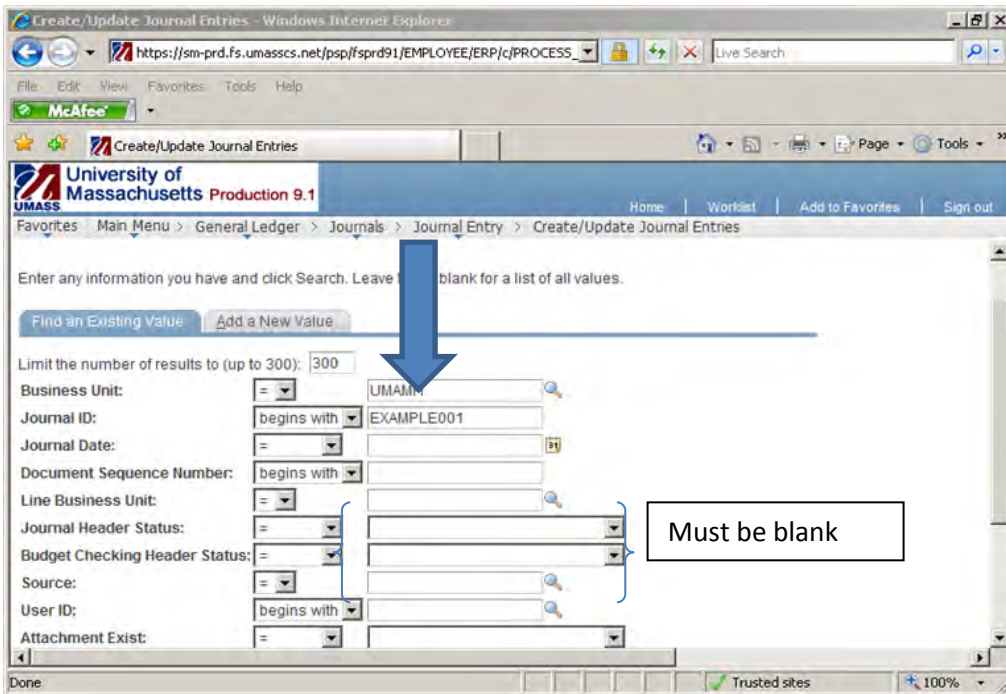 Create/Update Journal Entries - Windows Internet Explorer
https://sm-prd.fs.umasscs.net/psp/fsprd91/EMPLOYEE/ERP/c/PROCESS_ Live Search
File Edit View Favorites Tools Help
McAfee
Create/Update Journal Entries Page Tools »
University of
Massachusetts Production 9.1
UMASS
Home | Worklist | Add to Favorites | Sign out
Favorites Main Menu > General Ledger > Journals > Journal Entry > Create/Update Journal Entries
Enter any information you have and click Search. Leave blank for a list of all values.
Find an Existing Value Add a New Value
Limit the number of results to (up to 300): 300
Business Unit: = UMAMH
Journal ID: begins with EXAMPLE001
Journal Date: = 31
Document Sequence Number: begins with
Line Business Unit: =
Journal Header Status: =
Must be blank
Budget Checking Header Status: =
Source: =
User ID: begins with
Attachment Exist: =
Done Trusted sites 100%